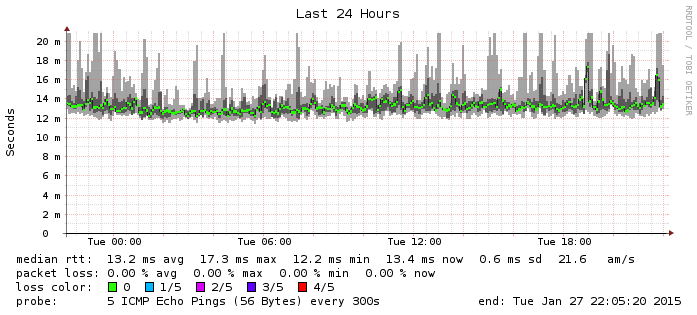 Last 24 Hours
RRDTOOL / TOBI OETIKER
Seconds
20 m
18 m
16 m
14 m
12 m
10 m
8 m
6 m
4 m
2 m
0
Tue 00:00 Tue 06:00 Tue 12:00 Tue 18:00
median rtt: 13.2 ms avg 17.3 ms max 12.2 ms min 13.4 ms now 0.6 ms sd 21.6 am/s
packet loss: 0.00 % avg 0.00 % max 0.00 % min 0.00 % now
loss color: 0 1/5 2/5 3/5 4/5
probe: 5 ICMP Echo Pings (56 Bytes) every 300s end: Tue Jan 27 22:05:20 2015